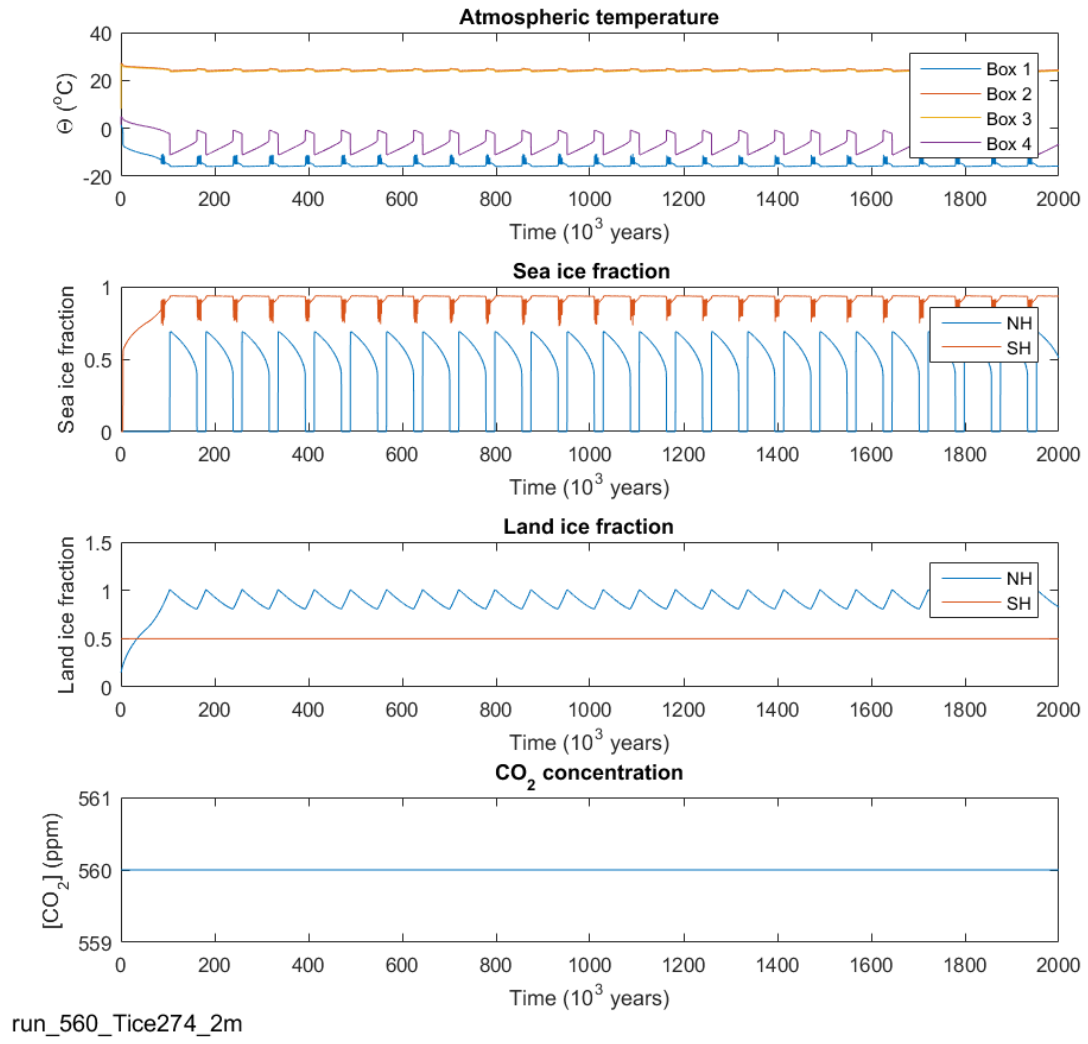 Atmospheric temperature
Θ (°C)
40
20
0
-20
Box 1
Box 2
Box 3
Box 4
0 200 400 600 800 1000 1200 1400 1600 1800 2000
Time (10³ years)
Sea ice fraction
Sea ice fraction
1
0.5
0
NH
SH
0 200 400 600 800 1000 1200 1400 1600 1800 2000
Time (10³ years)
Land ice fraction
Land ice fraction
1.5
1
0.5
0
NH
SH
0 200 400 600 800 1000 1200 1400 1600 1800 2000
Time (10³ years)
CO₂ concentration
[CO₂] (ppm)
561
560
559
0 200 400 600 800 1000 1200 1400 1600 1800 2000
Time (10³ years)
run_560_Tice274_2m